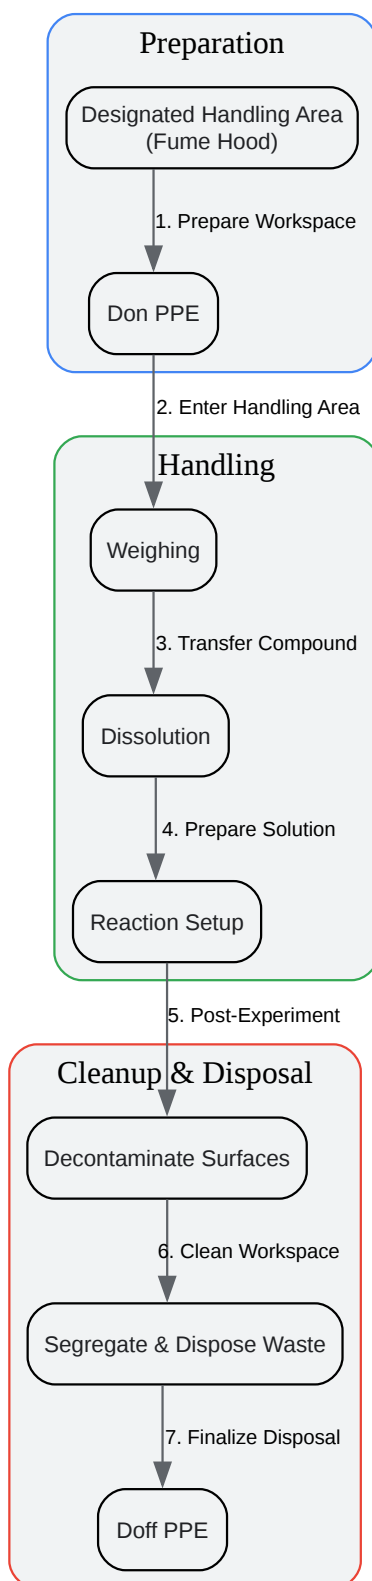 Preparation
Designated Handling Area
(Fume Hood)
1. Prepare Workspace
Don PPE
2. Enter Handling Area
Handling
Weighing
3. Transfer Compound
Dissolution
4. Prepare Solution
Reaction Setup
5. Post-Experiment
Cleanup & Disposal
Decontaminate Surfaces
6. Clean Workspace
Segregate & Dispose Waste
7. Finalize Disposal
Doff PPE